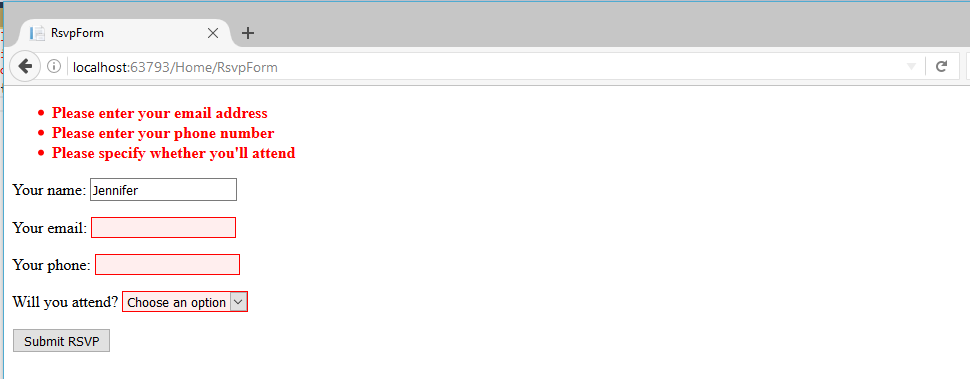 RsvpForm
localhost:63793/Home/RsvpForm
Please enter your email address
Please enter your phone number
Please specify whether you'll attend
Your name: Jennifer
Your email:
Your phone:
Will you attend? Choose an option
Submit RSVP